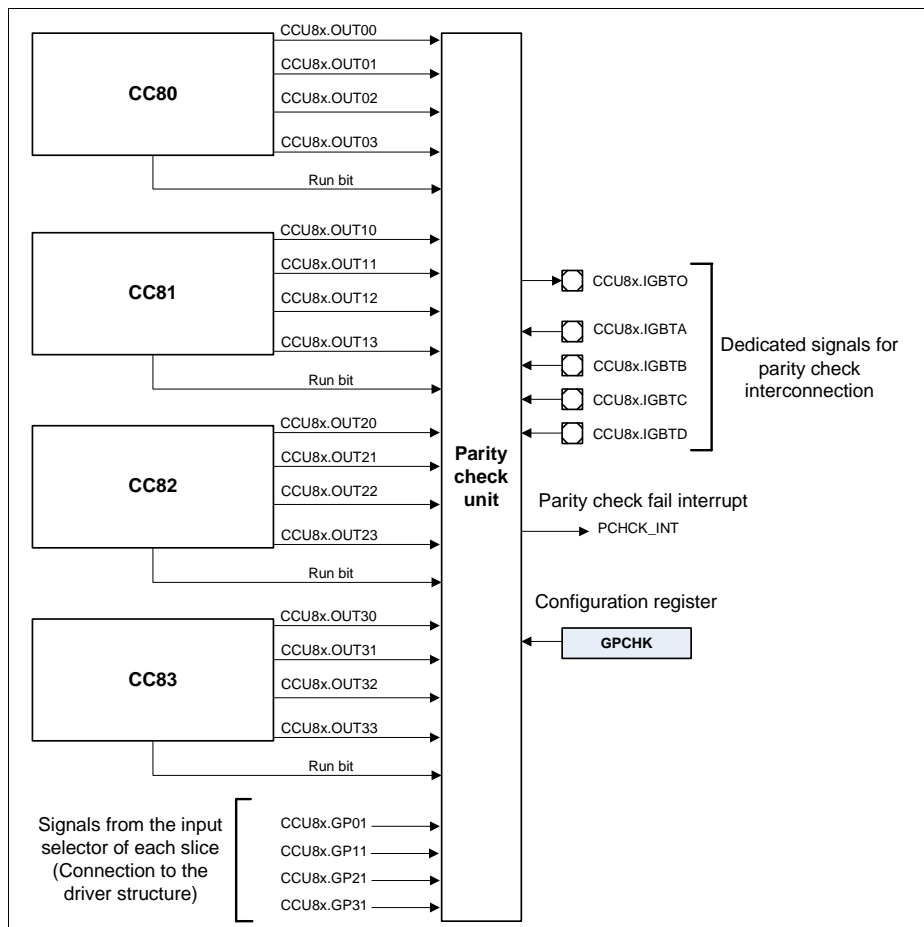 CCU8x.OUT00
CCU8x.OUT01
CC80
CCU8x.OUT02
CCU8x.OUT03
Run bit
CCU8x.OUT10
CCU8x.OUT11
CC81
CCU8x.OUT12
CCU8x.OUT13
Run bit
CCU8x.OUT20
CCU8x.OUT21
CC82
CCU8x.OUT22
CCU8x.OUT23
Run bit
CCU8x.OUT30
CCU8x.OUT31
CC83
CCU8x.OUT32
CCU8x.OUT33
Run bit
Signals from the input
selector of each slice
(Connection to the
driver structure)
CCU8x.GP01
CCU8x.GP11
CCU8x.GP21
CCU8x.GP31
Parity
check
unit
CCU8x.IGBTO
CCU8x.IGBTA
CCU8x.IGBTB
CCU8x.IGBTC
CCU8x.IGBTD
Dedicated signals for
parity check
interconnection
Parity check fail interrupt
PCHCK_INT
Configuration register
GPCHK